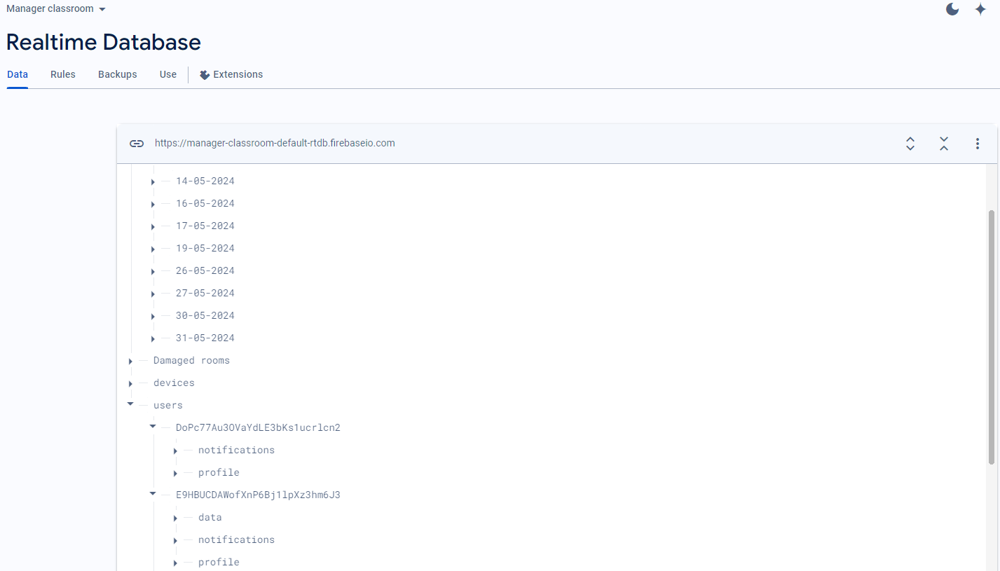 Manager classroom
Realtime Database
Data Rules Backups Use Extensions
https://manager-classroom-default-rtdb.firebaseio.com
14-05-2024
16-05-2024
17-05-2024
19-05-2024
26-05-2024
27-05-2024
30-05-2024
31-05-2024
Damaged rooms
devices
users
DoPc77Au3OVaYdLE3bKs1ucrlcn2
notifications
profile
E9HBUCDAWofXnP6Bj1lpXz3hm6J3
data
notifications
profile